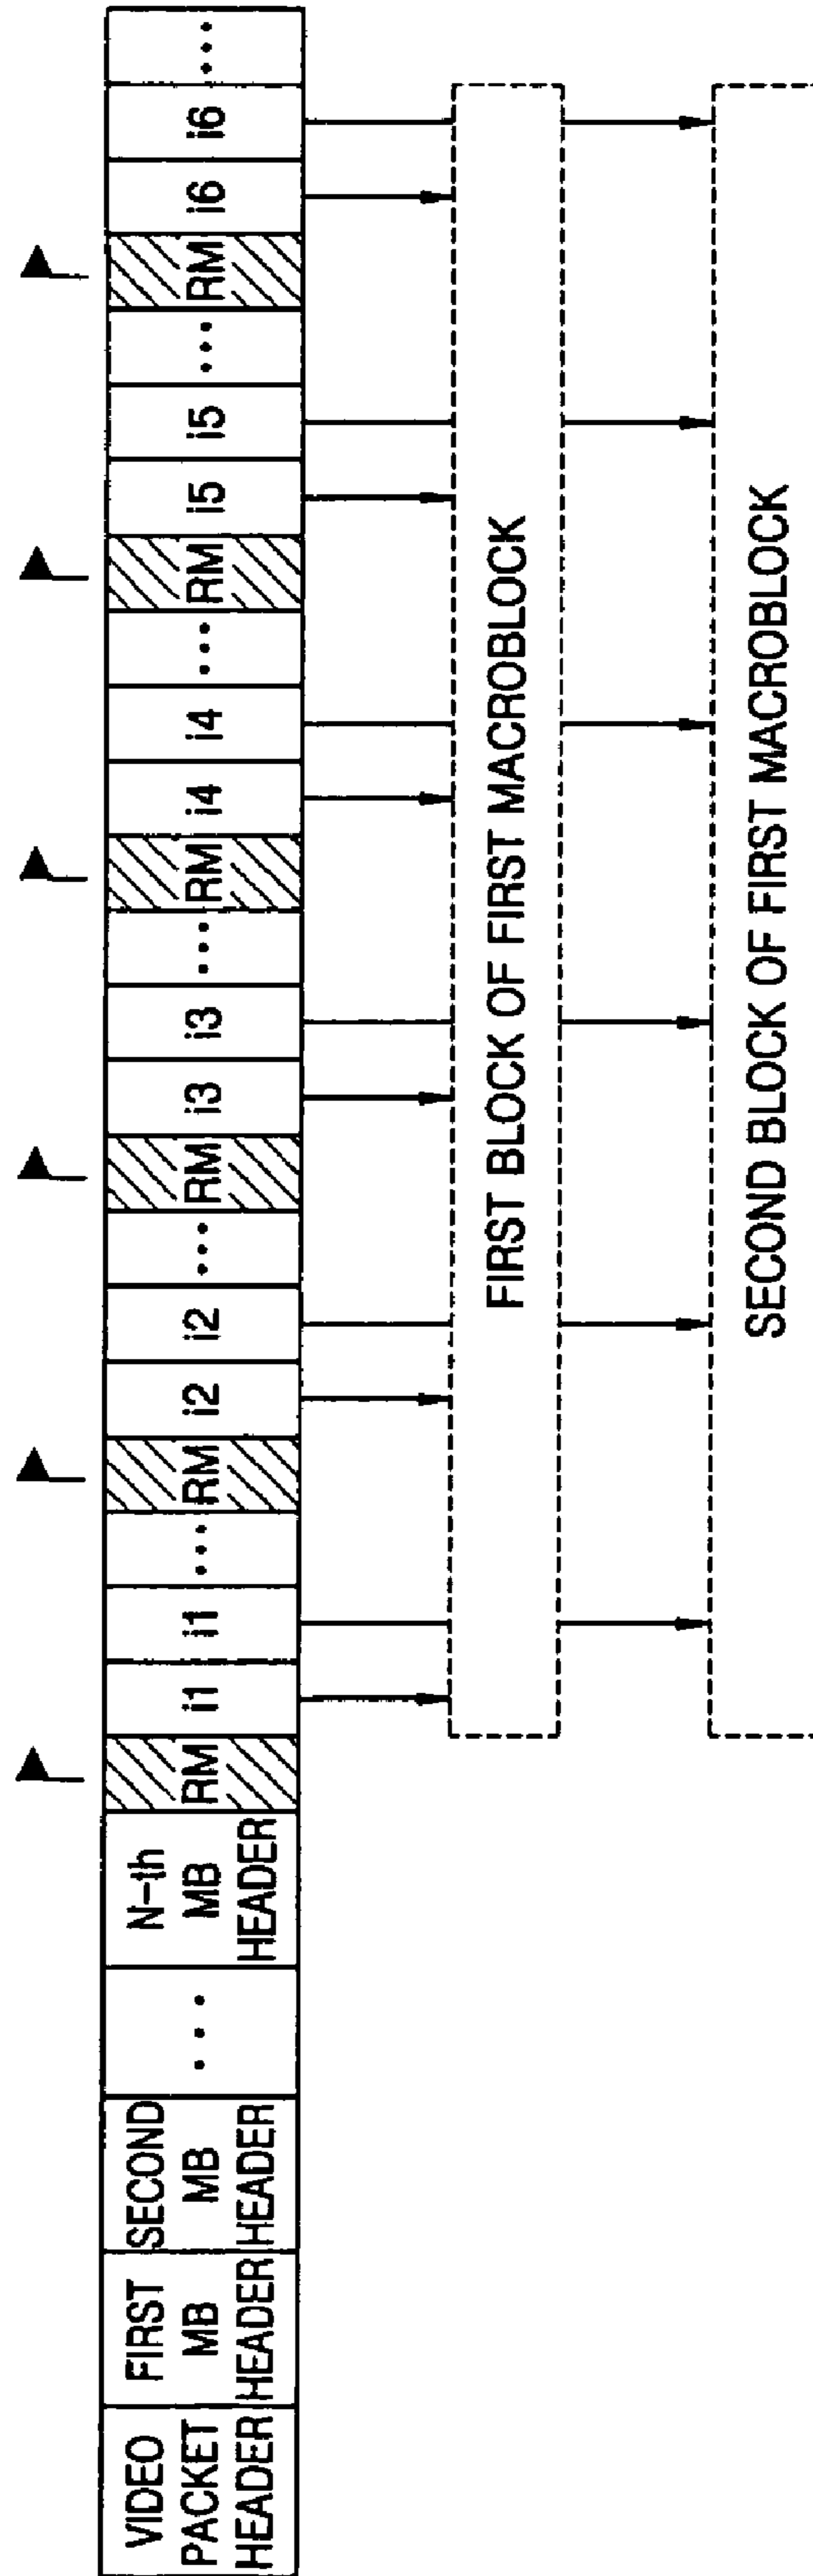 VIDEO
PACKET
HEADER
FIRST
MB
HEADER
SECOND
MB
HEADER
...
N-th
MB
HEADER
RM
i1
i1
...
RM
i2
i2
...
RM
i3
i3
...
RM
i4
i4
...
RM
i5
i5
...
RM
i6
i6
...
FIRST BLOCK OF FIRST MACROBLOCK
SECOND BLOCK OF FIRST MACROBLOCK